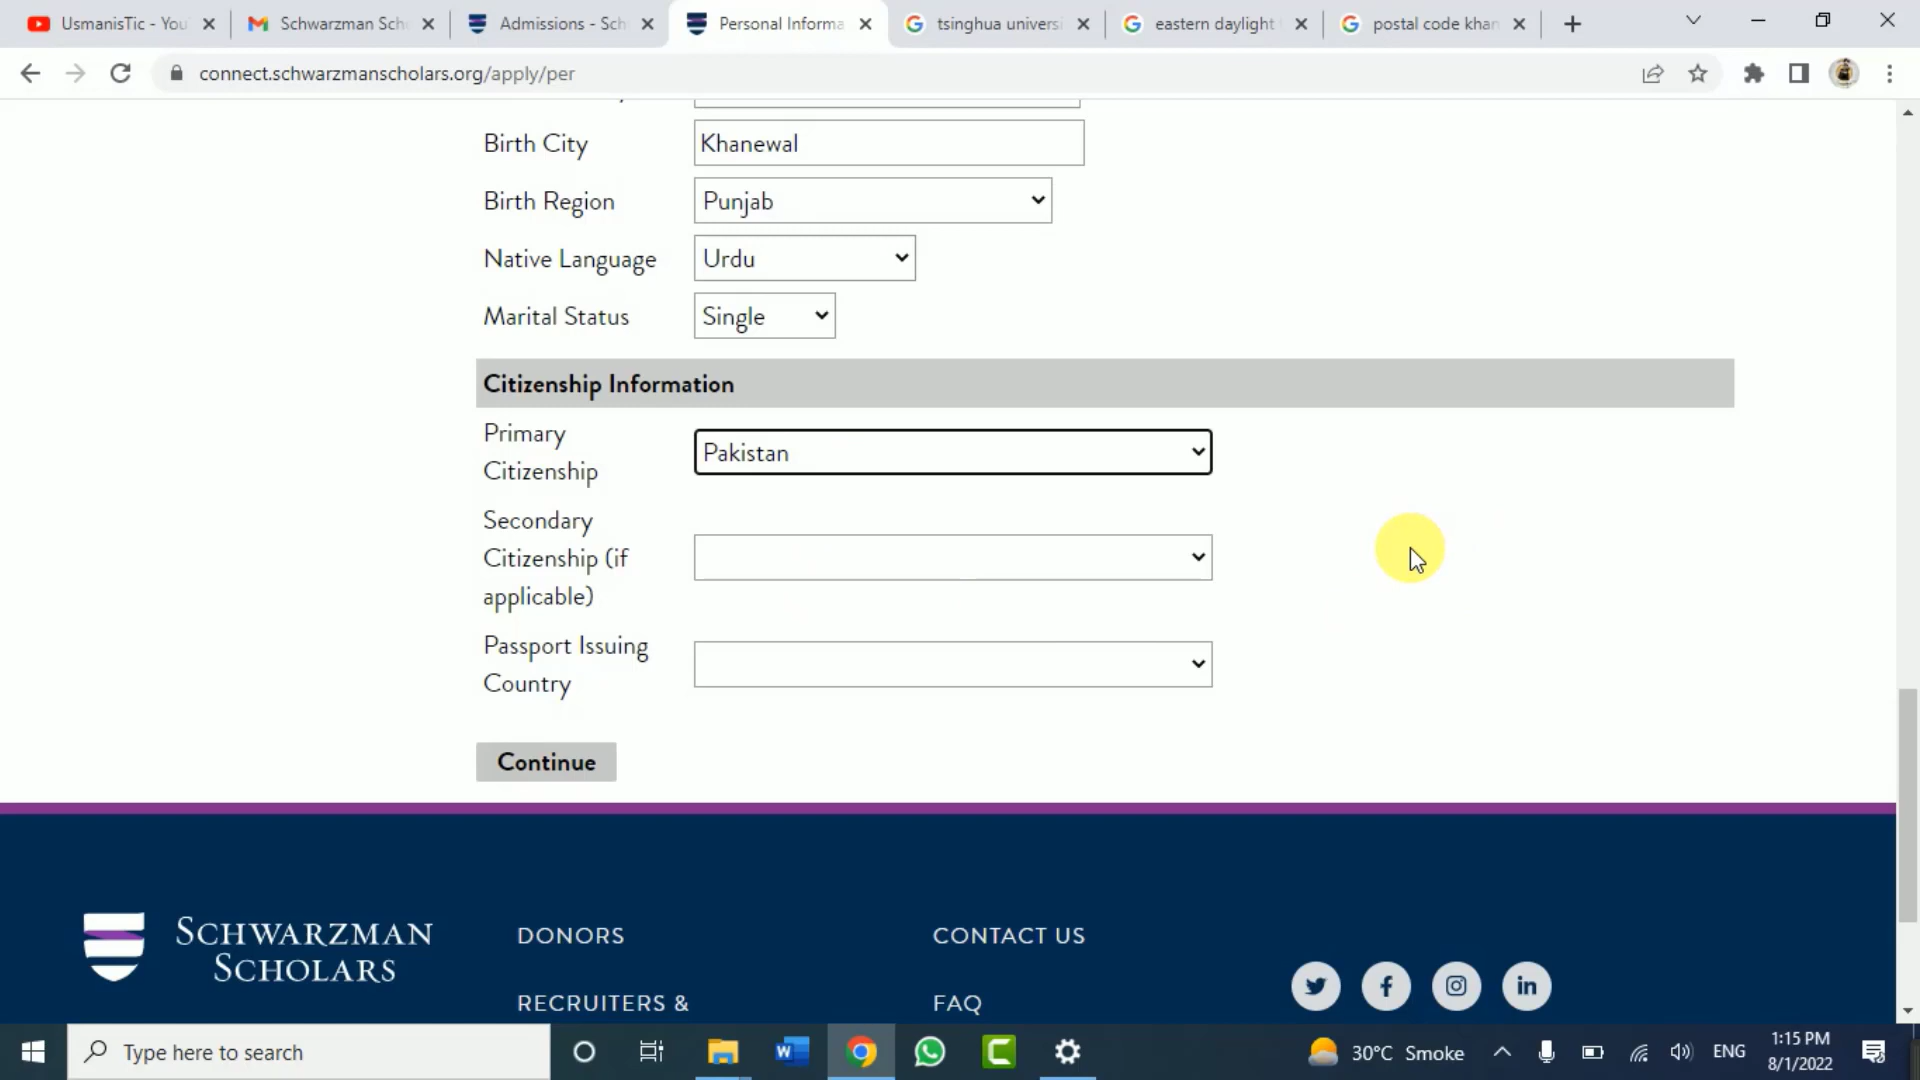 UsmanisTic - You
Schwarzman Sch
Admissions - Sch
Personal Informa
tsinghua universi
eastern daylight
postal code khan
connect.schwarzmanscholars.org/apply/per
Birth City
Khanewal
Birth Region
Punjab
Native Language
Urdu
Marital Status
Single
Citizenship Information
Primary
Citizenship
Pakistan
Secondary
Citizenship (if
applicable)
Passport Issuing
Country
Continue
SCHWARZMAN
SCHOLARS
DONORS
RECRUITERS &
CONTACT US
FAQ
Type here to search
30°C Smoke
ENG
1:15 PM
8/1/2022